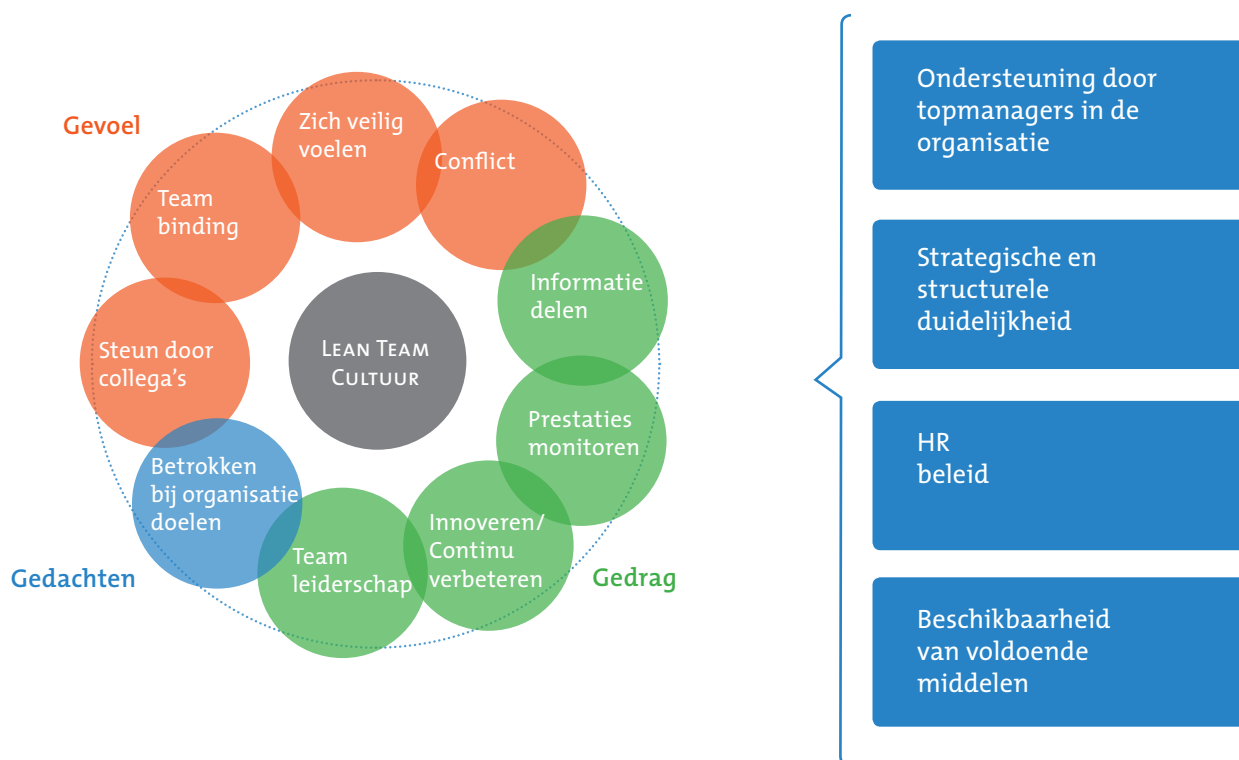 Gevoel
Zich veilig
voelen
Conflict
Team
binding
Informatie
delen
Steun door
collega's
LEAN TEAM
CULTUUR
Prestaties
monitoren
Betrokken
bij organisatie
doelen
Innoveren/
Continu
verbeteren
Team
leiderschap
Gedachten
Gedrag
Ondersteuning door
topmanagers in de
organisatie
Strategische en
structurele
duidelijkheid
HR
beleid
Beschikbaarheid
van voldoende
middelen